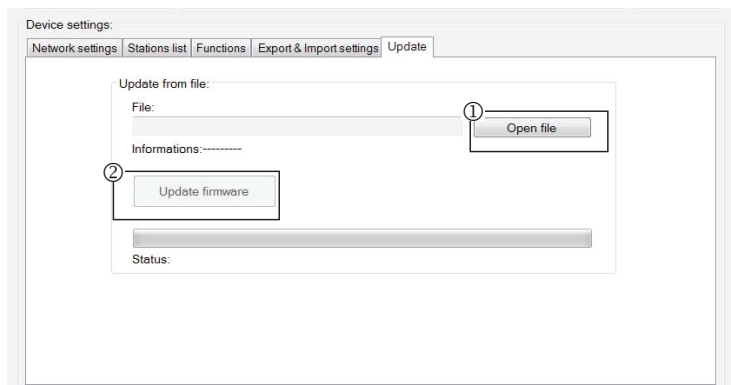 Device settings:
Network settings Stations list Functions Export & Import settings Update
Update from file:
File:
①
Open file
Informations:---------
②
Update firmware
Status: